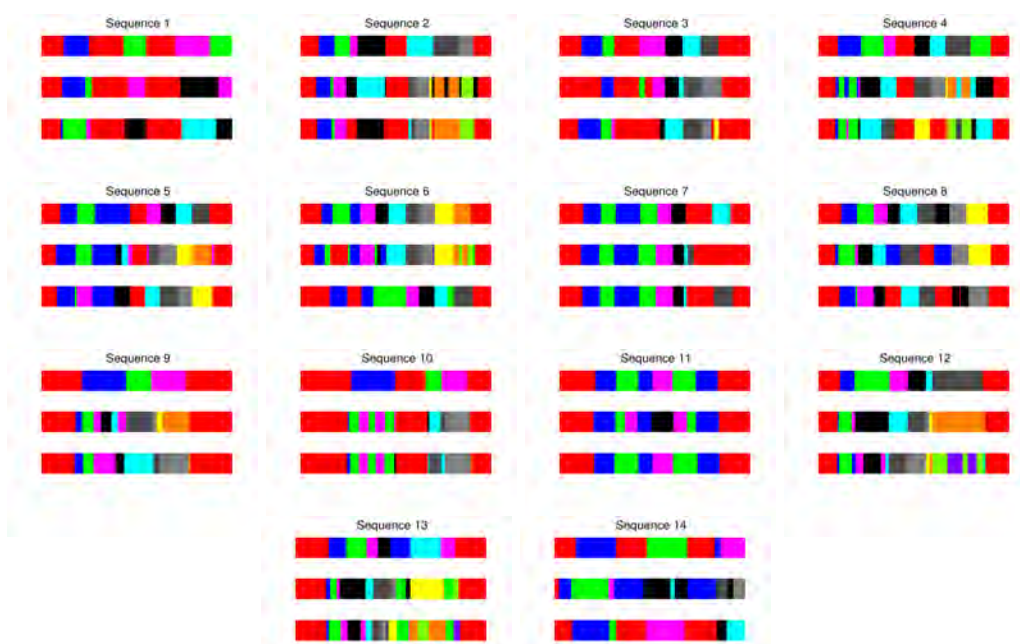 Sequence 1
Sequence 2
Sequence 3
Sequence 4
Sequence 5
Sequence 6
Sequence 7
Sequence 8
Sequence 9
Sequence 10
Sequence 11
Sequence 12
Sequence 13
Sequence 14